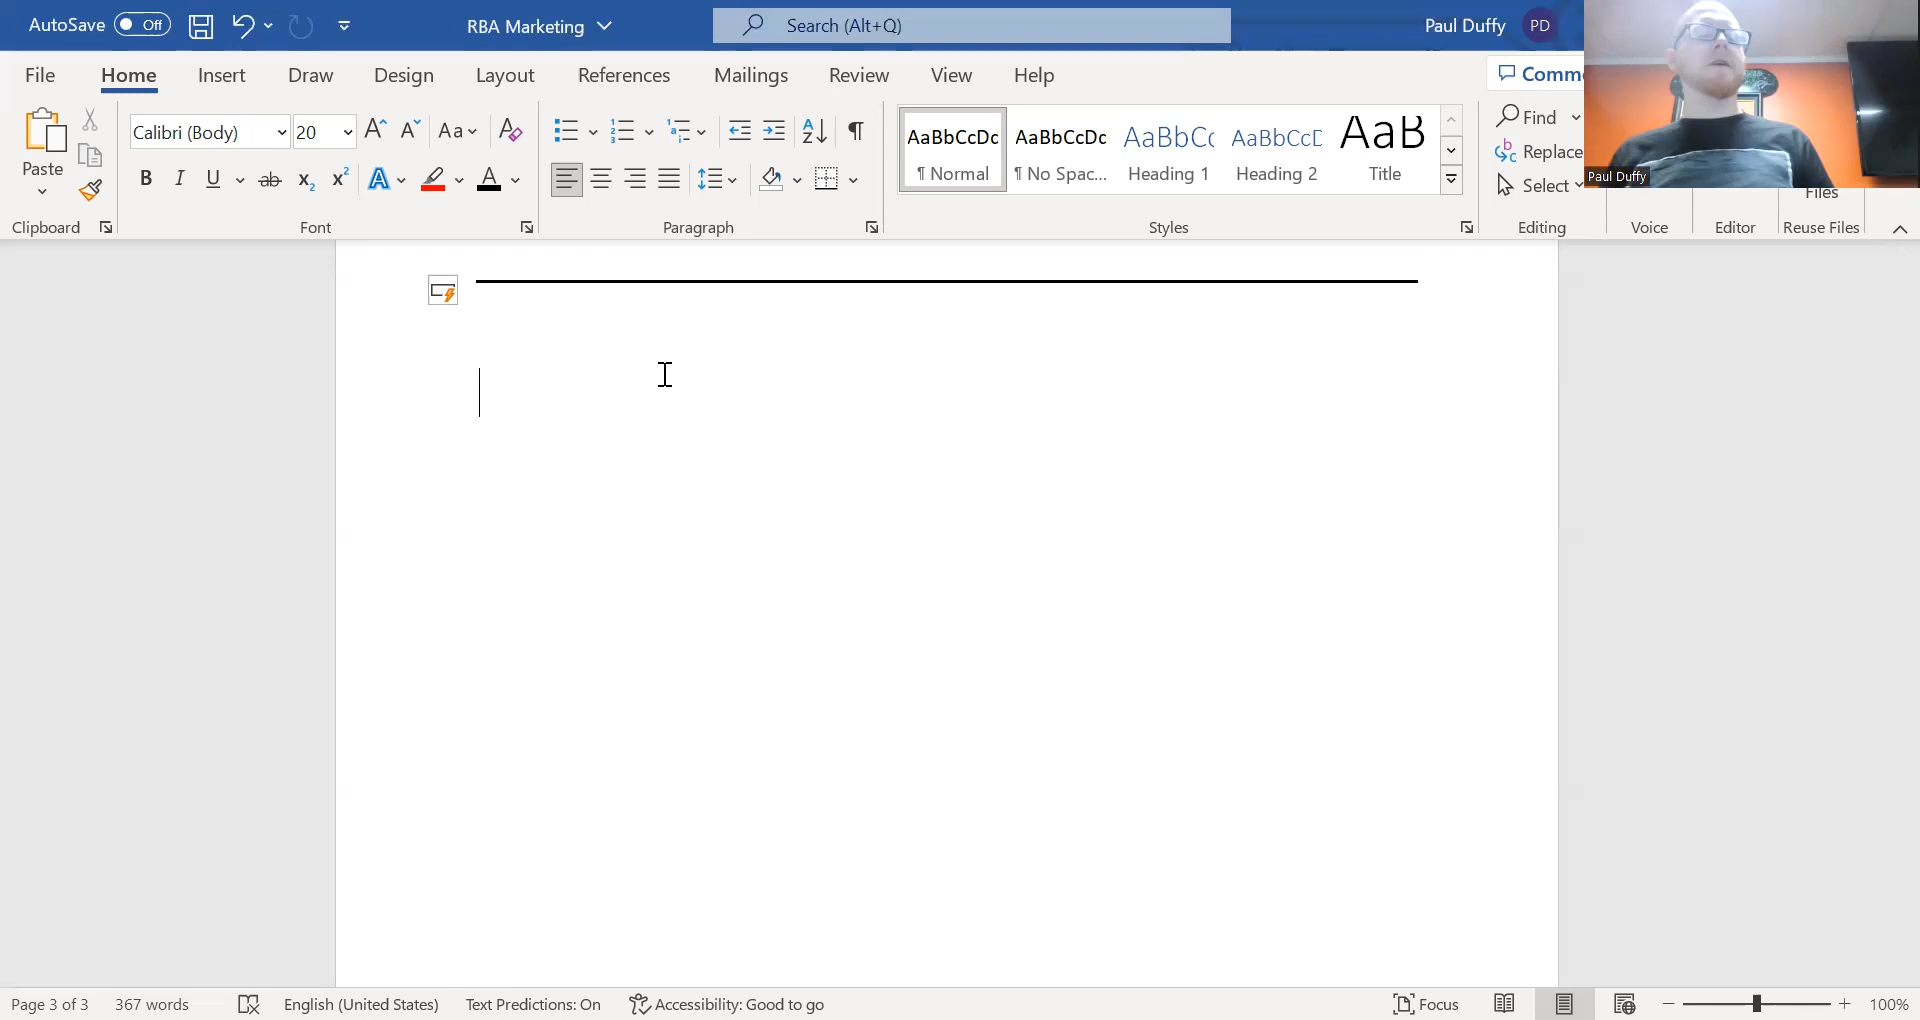 AutoSave Off RBA Marketing Search (Alt+Q) Paul Duffy PD
File Home Insert Draw Design Layout References Mailings Review View Help
Calibri (Body) 20 Aa
Paste
B I U ab x2 x2 A A
AaBbCcDc AaBbCcDc AaBbCc AaBbCcD AaB
¶ Normal ¶ No Spac... Heading 1 Heading 2 Title
Find
Replace
Select
Paul Duffy
Files
Clipboard Font Paragraph Styles Editing Voice Editor Reuse Files
Page 3 of 3 367 words English (United States) Text Predictions: On Accessibility: Good to go Focus 100%